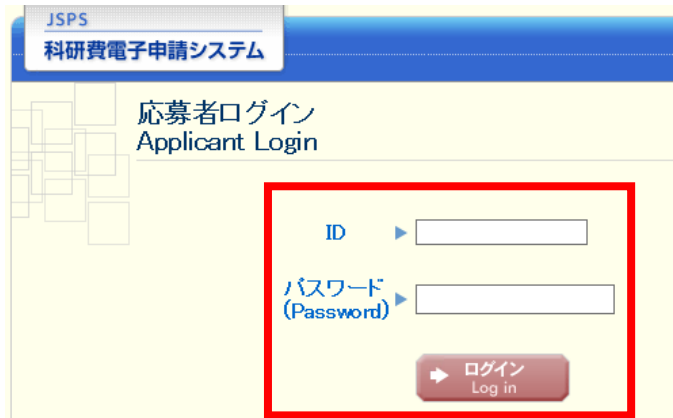 JSPS
科研費電子申請システム
応募者ログイン
Applicant Login
ID
パスワード
(Password)
ログイン
Log in